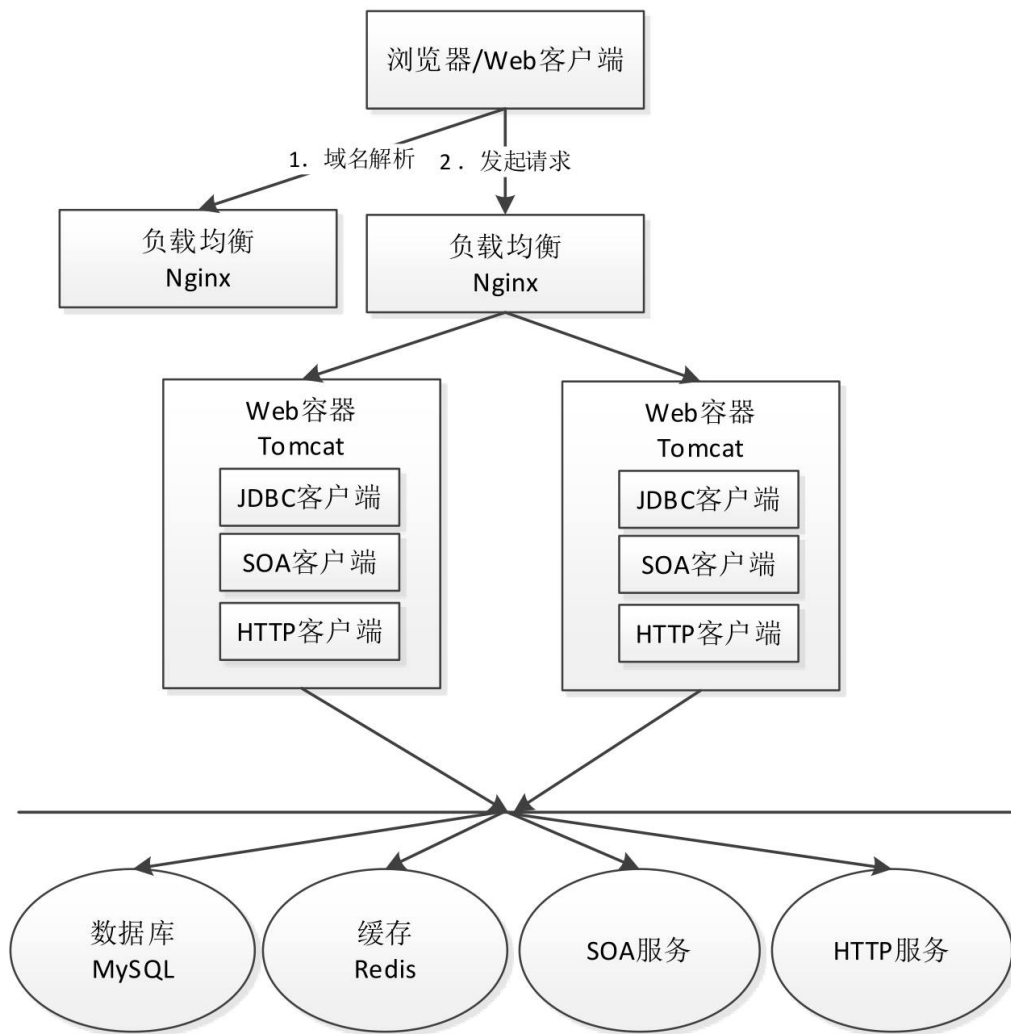 浏览器/Web客户端
1. 域名解析
2. 发起请求
负载均衡
Nginx
负载均衡
Nginx
Web容器
Tomcat
JDBC客户端
SOA客户端
HTTP客户端
Web容器
Tomcat
JDBC客户端
SOA客户端
HTTP客户端
数据库
MySQL
缓存
Redis
SOA服务
HTTP服务